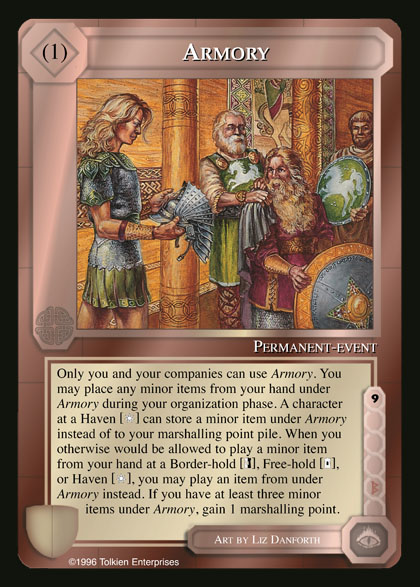 (1)
ARMORY
PERMANENT-EVENT
Only you and your companies can use Armory. You
may place any minor items from your hand under
Armory during your organization phase. A character
at a Haven [ ] can store a minor item under Armory
instead of to your marshalling point pile. When you
otherwise would be allowed to play a minor item
from your hand at a Border-hold [ ], Free-hold [ ],
or Haven [ ], you may play an item from under
Armory instead. If you have at least three minor
items under Armory, gain 1 marshalling point.
9
ART BY LIZ DANFORTH
©1996 Tolkien Enterprises